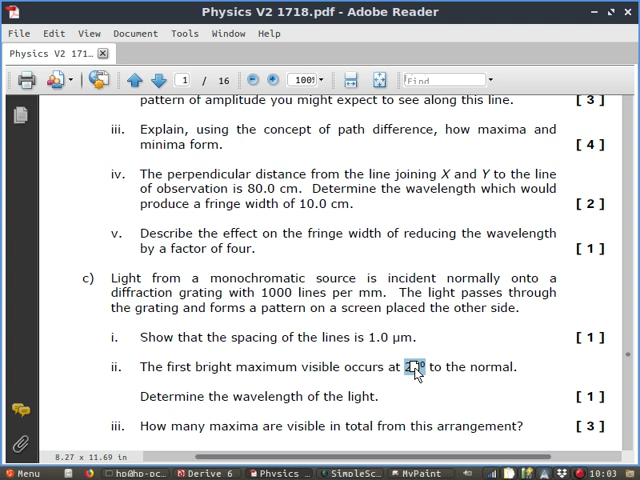 Physics V2 1718.pdf - Adobe Reader
File Edit View Document Tools Window Help
Physics V2 171...
1 / 16 100% Find
pattern of amplitude you might expect to see along this line. [ 3 ]
iii. Explain, using the concept of path difference, how maxima and
minima form. [ 4 ]
iv. The perpendicular distance from the line joining X and Y to the line
of observation is 80.0 cm. Determine the wavelength which would
produce a fringe width of 10.0 cm. [ 2 ]
v. Describe the effect on the fringe width of reducing the wavelength
by a factor of four. [ 1 ]
c) Light from a monochromatic source is incident normally onto a
diffraction grating with 1000 lines per mm. The light passes through
the grating and forms a pattern on a screen placed the other side.
i. Show that the spacing of the lines is 1.0 µm. [ 1 ]
ii. The first bright maximum visible occurs at to the normal.
Determine the wavelength of the light. [ 1 ]
iii. How many maxima are visible in total from this arrangement? [ 3 ]
8.27 x 11.69 in
Menu hp@hp-pc... Derive 6 Physics ... SimpleSc... MyPaint 10:03